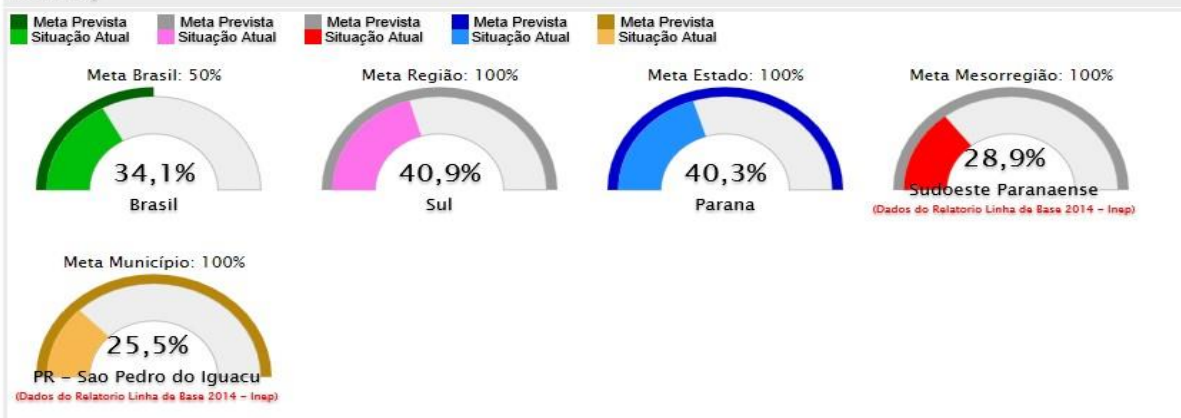 Meta Prevista Meta Prevista Meta Prevista Meta Prevista Meta Prevista
Situação Atual Situação Atual Situação Atual Situação Atual Situação Atual
Meta Brasil: 50%
34,1%
Brasil
Meta Região: 100%
40,9%
Sul
Meta Estado: 100%
40,3%
Parana
Meta Mesorregião: 100%
28,9%
Sudoeste Paranaense
(Dados do Relatorio Linha de Base 2014 - Inep)
Meta Município: 100%
25,5%
PR - Sao Pedro do Iguacu
(Dados do Relatorio Linha de Base 2014 - Inep)